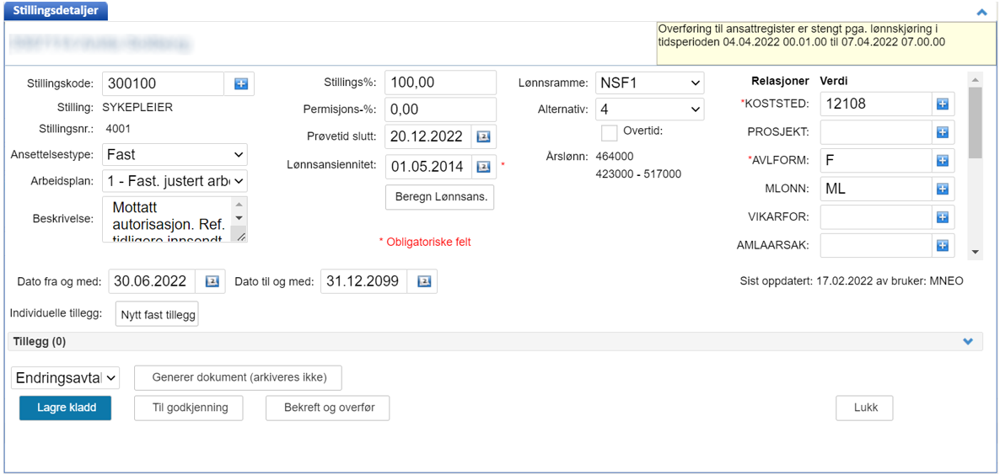 Stillingsdetaljer
Overføring til ansattregister er stengt pga. lønnskjøring i
tidsperioden 04.04.2022 00.01.00 til 07.04.2022 07.00.00
Stillingskode: 300100
Stilling: SYKEPLEIER
Stillingsnr.: 4001
Ansettelsestype: Fast
Arbeidsplan: 1 - Fast. justert arb
Beskrivelse: Mottatt
autorisasjon. Ref.
tidligere innsendt
Stillings%: 100,00
Permisjons-%: 0,00
Prøvetid slutt: 20.12.2022
Lønnsansiennitet: 01.05.2014 *
Beregn Lønnsans.
* Obligatoriske felt
Lønnsramme: NSF1
Alternativ: 4
Overtid:
Årslønn: 464000
423000 - 517000
Relasjoner Verdi
*KOSTSTED: 12108
PROSJEKT:
*AVLFORM: F
MLONN: ML
VIKARFOR:
AMLAARSAK:
Dato fra og med: 30.06.2022 Dato til og med: 31.12.2099
Sist oppdatert: 17.02.2022 av bruker: MNEO
Individuelle tillegg: Nytt fast tillegg
Tillegg (0)
Endringsavtal Generer dokument (arkiveres ikke)
Lagre kladd Til godkjenning Bekreft og overfør Lukk